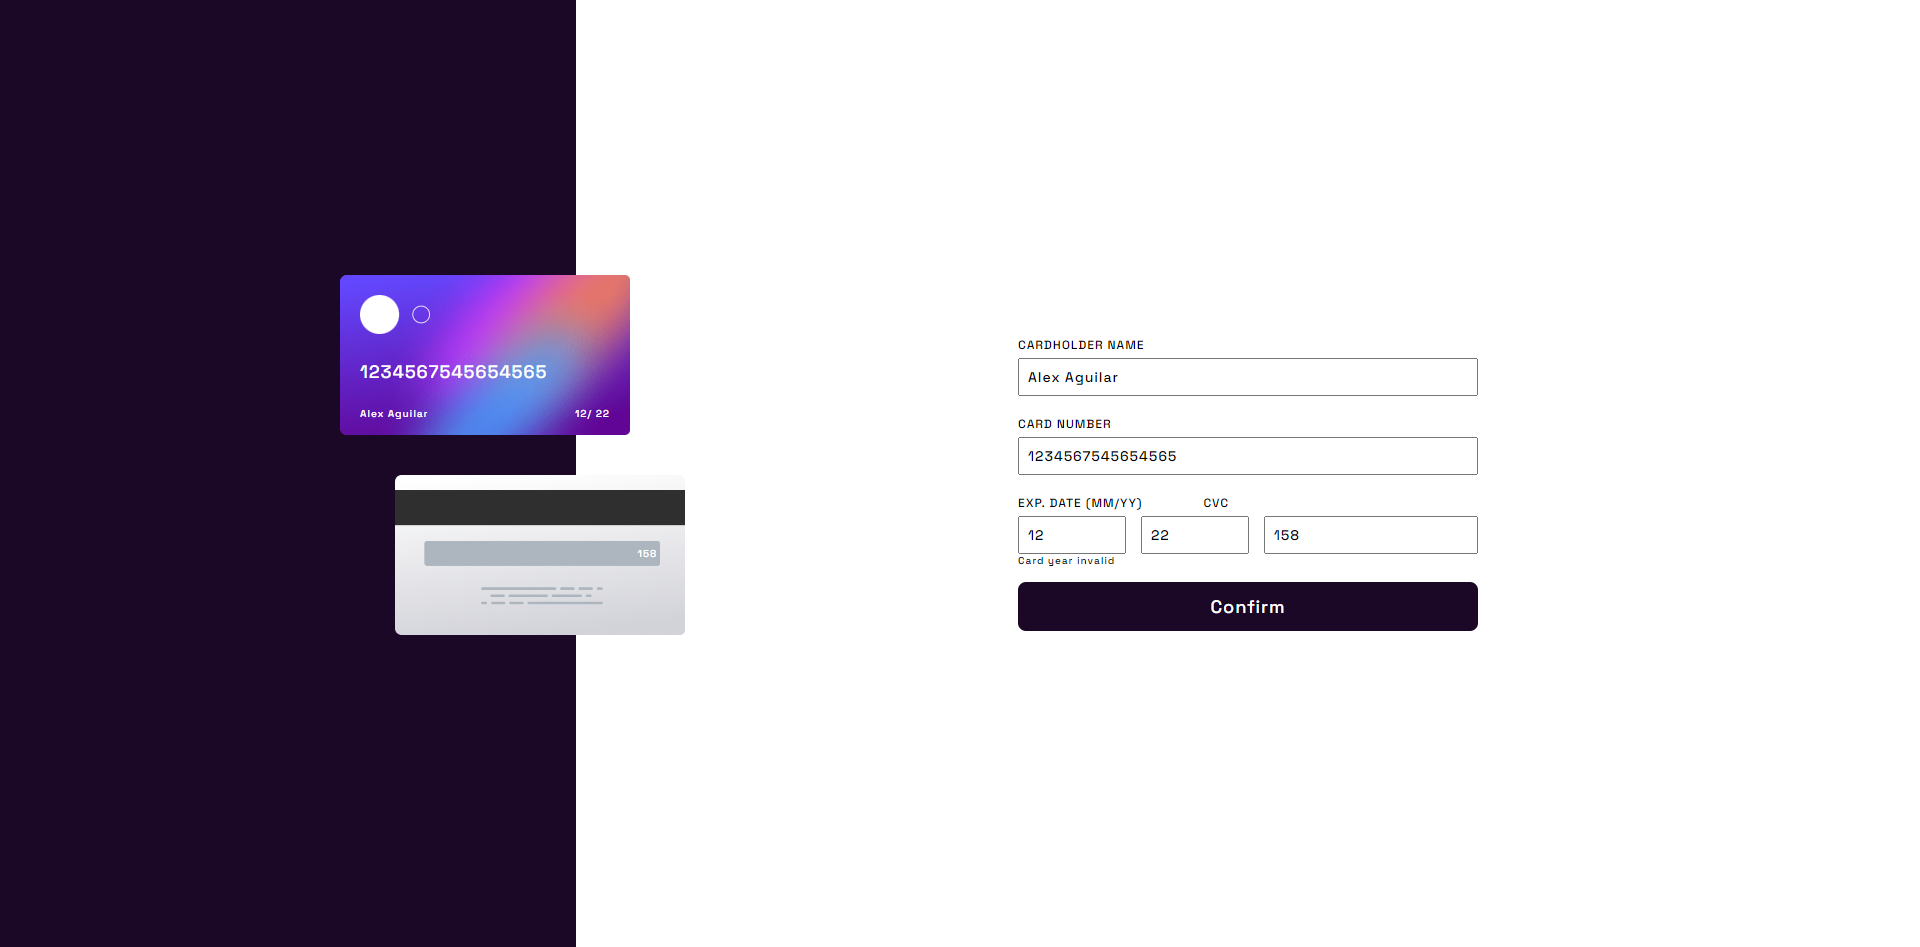 1234567545654565
Alex Aguilar 12/ 22
158
CARDHOLDER NAME
Alex Aguilar
CARD NUMBER
1234567545654565
EXP. DATE (MM/YY) CVC
12 22 158
Card year invalid
Confirm